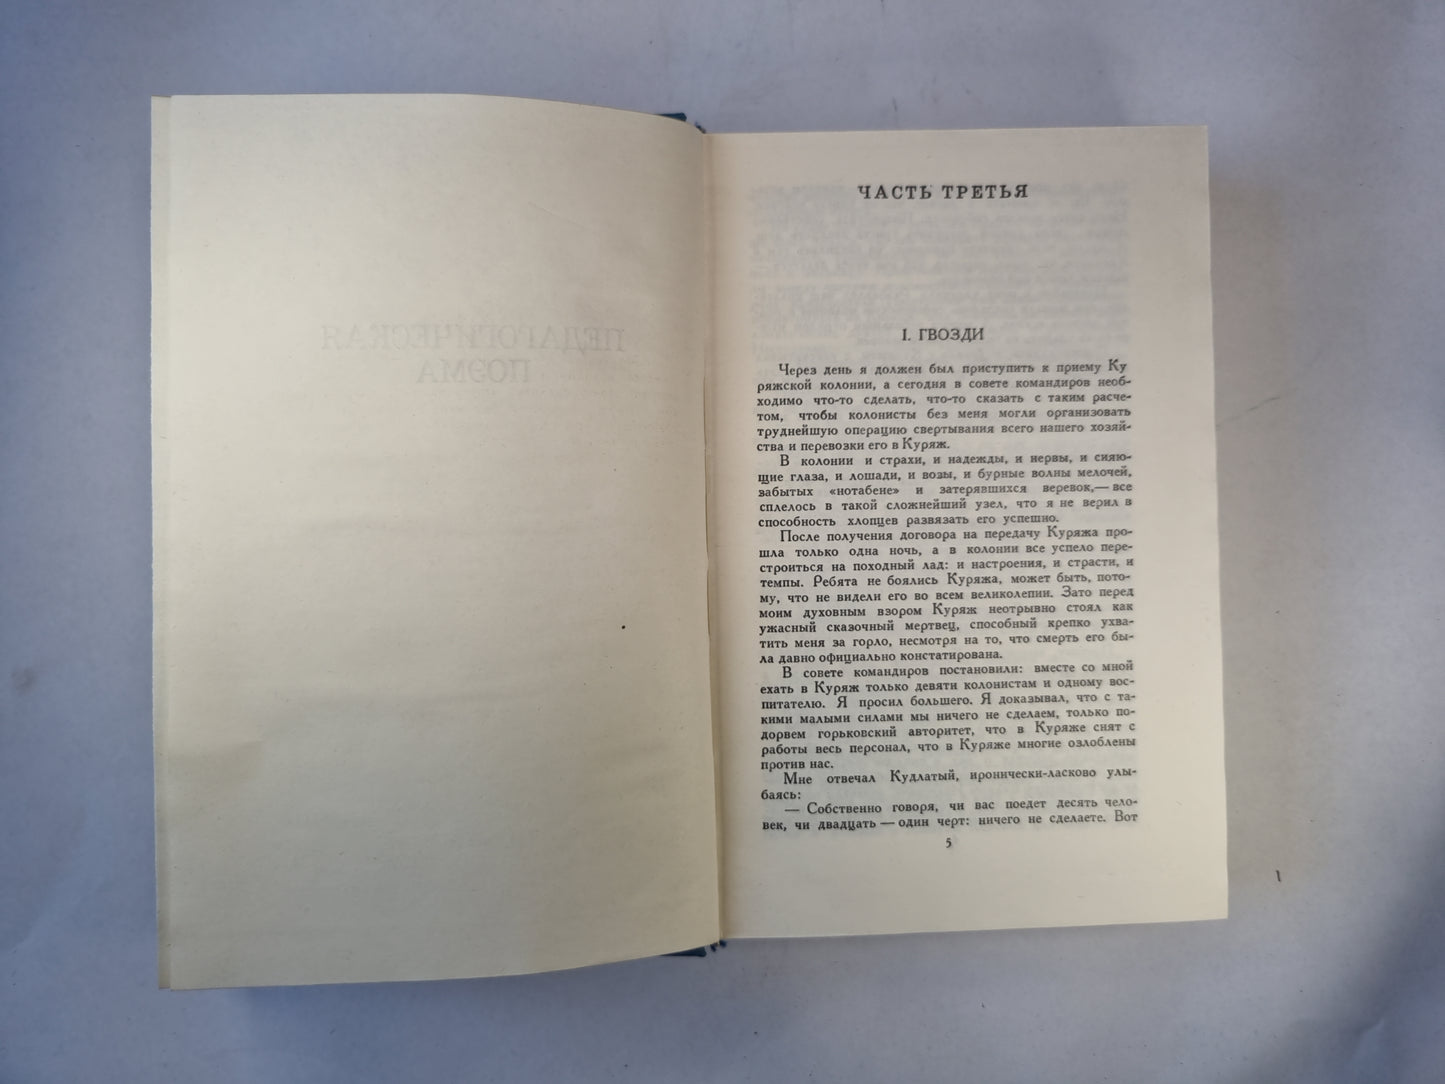 ПЕДАГОГИЧЕСКАЯ
ПОЭМА
ЧАСТЬ ТРЕТЬЯ
I. ГВОЗДИ
Через день я должен был приступить к приему Ку
ряжской колонии, а сегодня в совете командиров необ-
ходимо что-то сделать, что-то сказать с таким расче-
том, чтобы колонисты без меня могли организовать
труднейшую операцию свертывания всего нашего хозяй-
ства и перевозки его в Куряж.
В колонии и страхи, и надежды, и нервы, и сияю-
щие глаза, и лошади, и возы, и бурные волны мелочей,
забытых «нотабене» и затерявшихся веревок,— все
сплелось в такой сложнейший узел, что я не верил в
способность хлопцев развязать его успешно.
После получения договора на передачу Куряжа про-
шла только одна ночь, а в колонии все успело пере-
строиться на походный лад: и настроения, и страсти, и
темпы. Ребята не боялись Куряжа, может быть, пото-
му, что не видели его во всем великолепии. Зато перед
моим духовным взором Куряж неотрывно стоял как
ужасный сказочный мертвец, способный крепко ухва-
тить меня за горло, несмотря на то, что смерть его бы-
ла давно официально констатирована.
В совете командиров постановили: вместе со мной
ехать в Куряж только девяти колонистам и одному вос-
питателю. Я просил большего. Я доказывал, что с та-
кими малыми силами мы ничего не сделаем, только по-
дорвем горьковский авторитет, что в Куряже снят с
работы весь персонал, что в Куряже многие озлоблены
против нас.
Мне отвечал Кудлатый, иронически-ласково улы-
баясь:
— Собственно говоря, чи вас поедет десять чело-
век, чи двадцать — один черт: ничего не сделаете. Вот
5